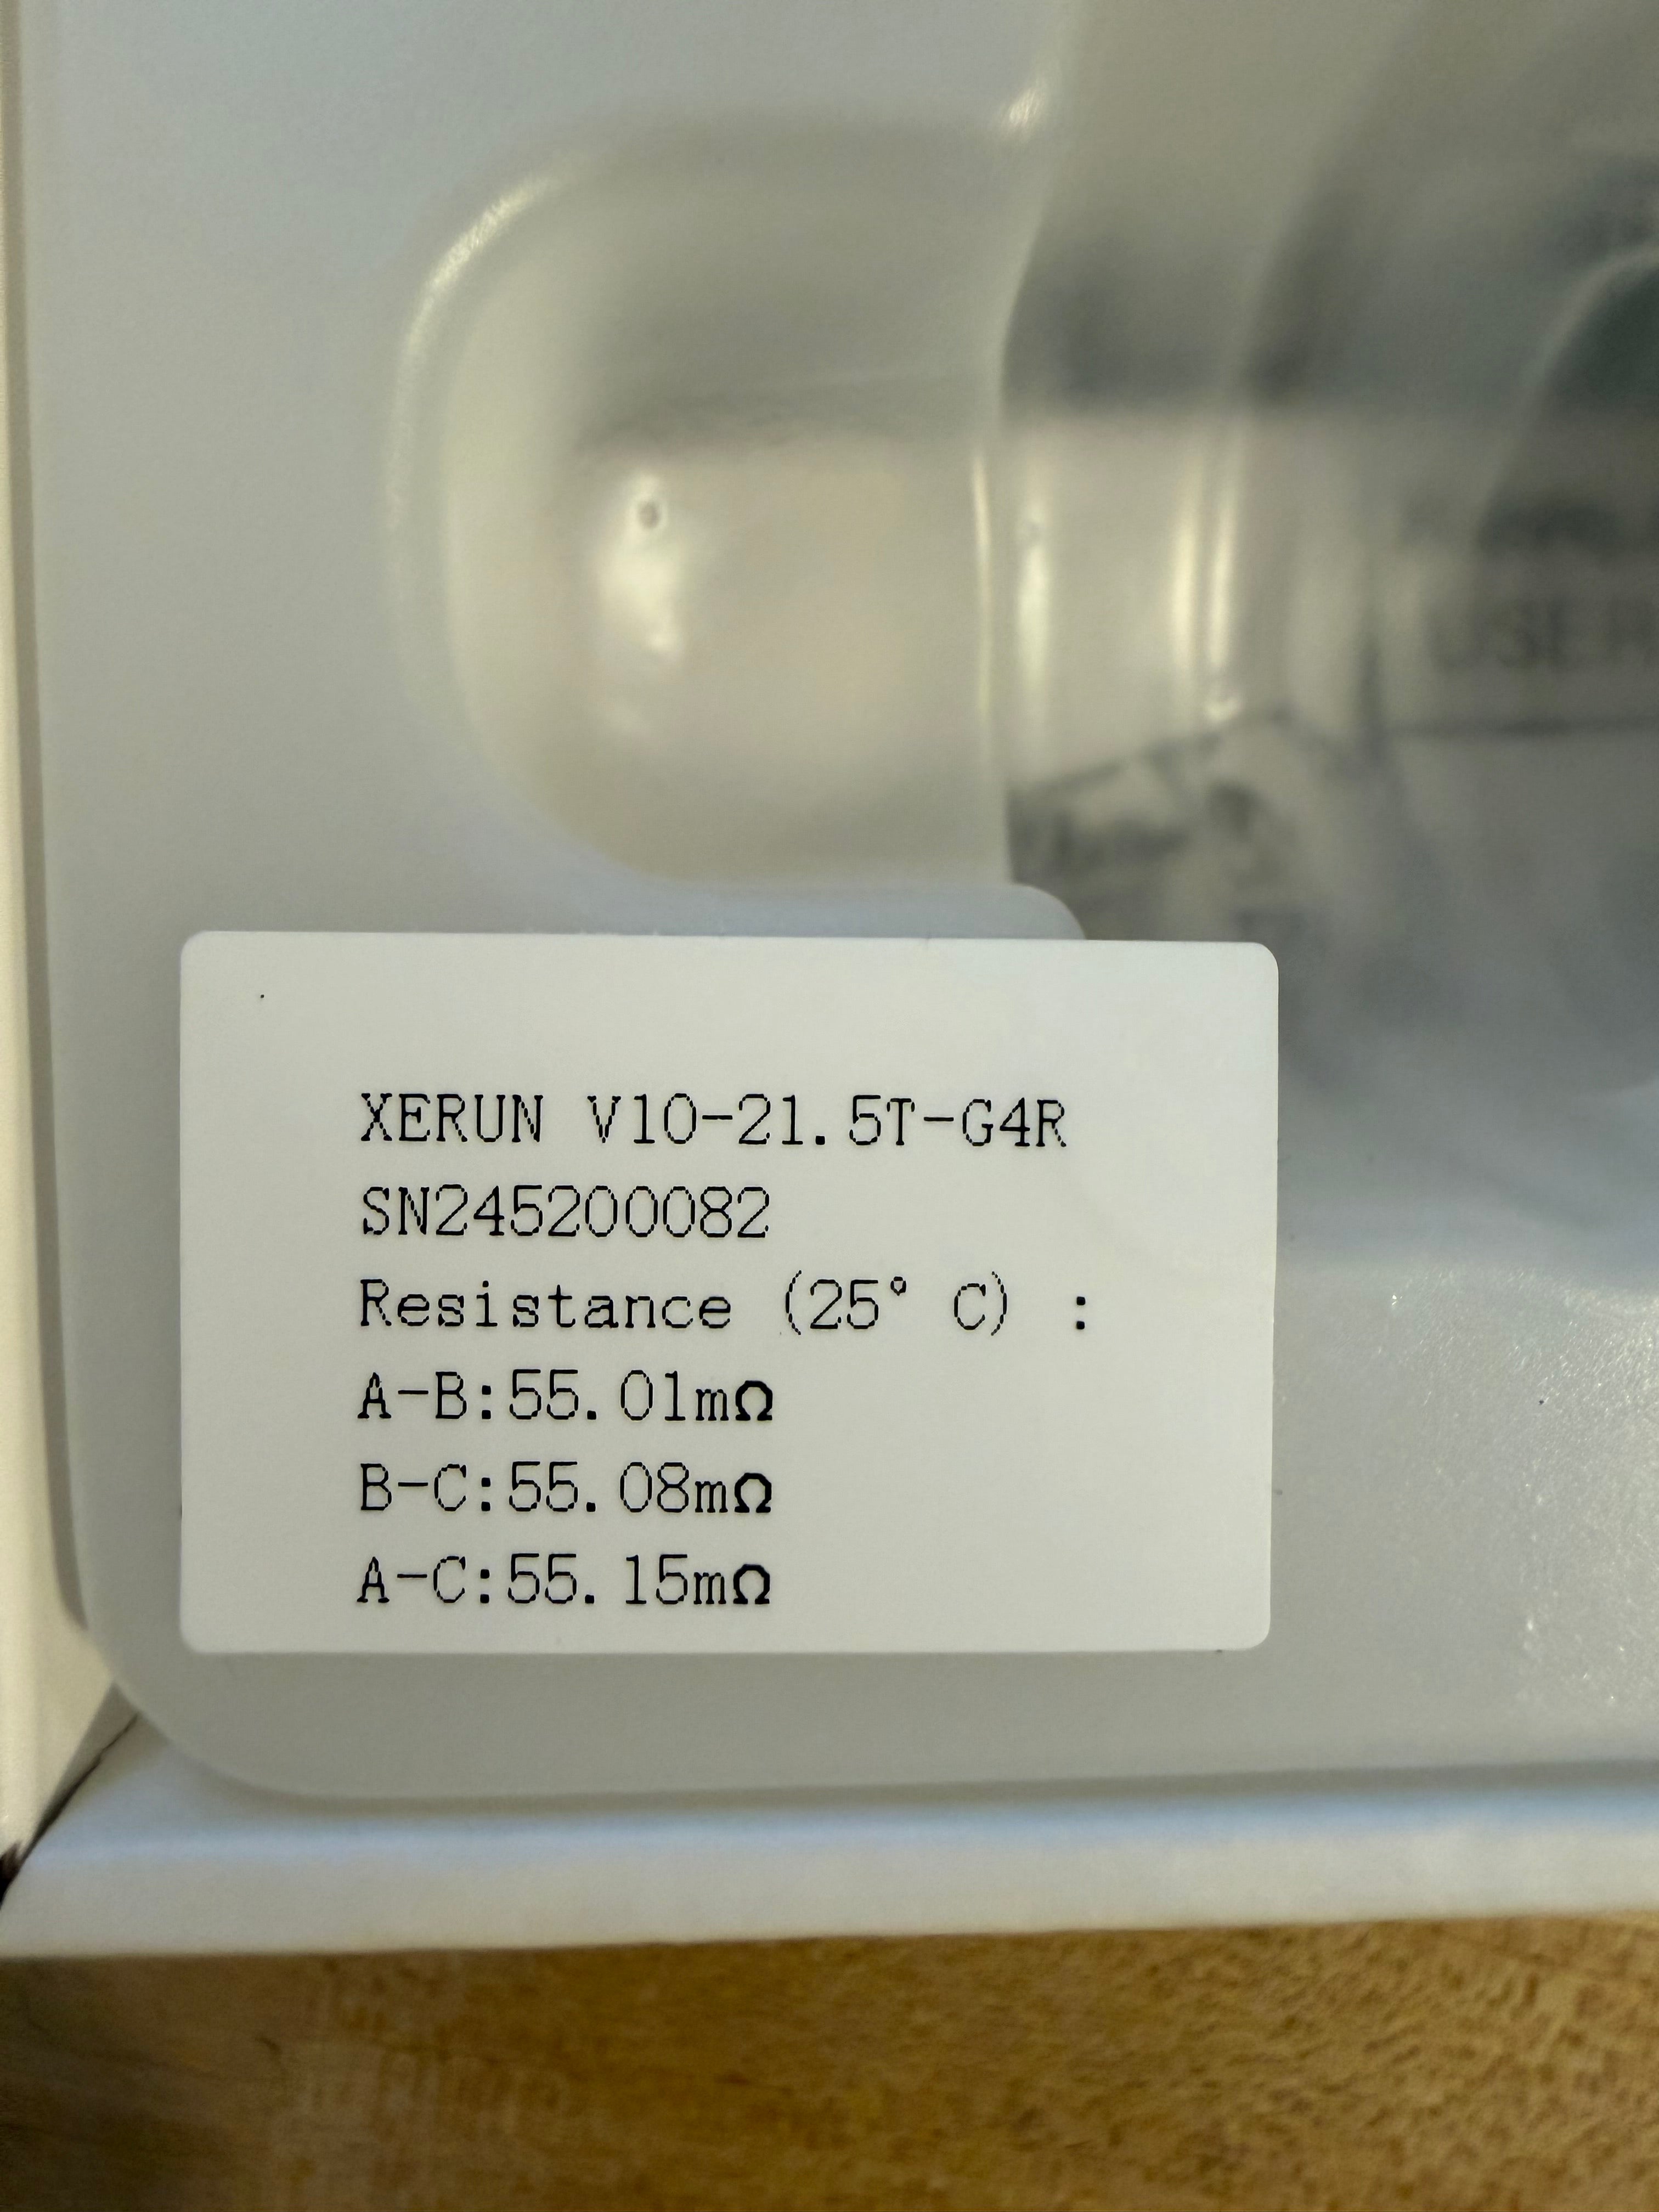 XERUN V10-21.5T-G4R
SN245200082
Resistance (25° C) :
A-B:55.01mΩ
B-C:55.08mΩ
A-C:55.15mΩ